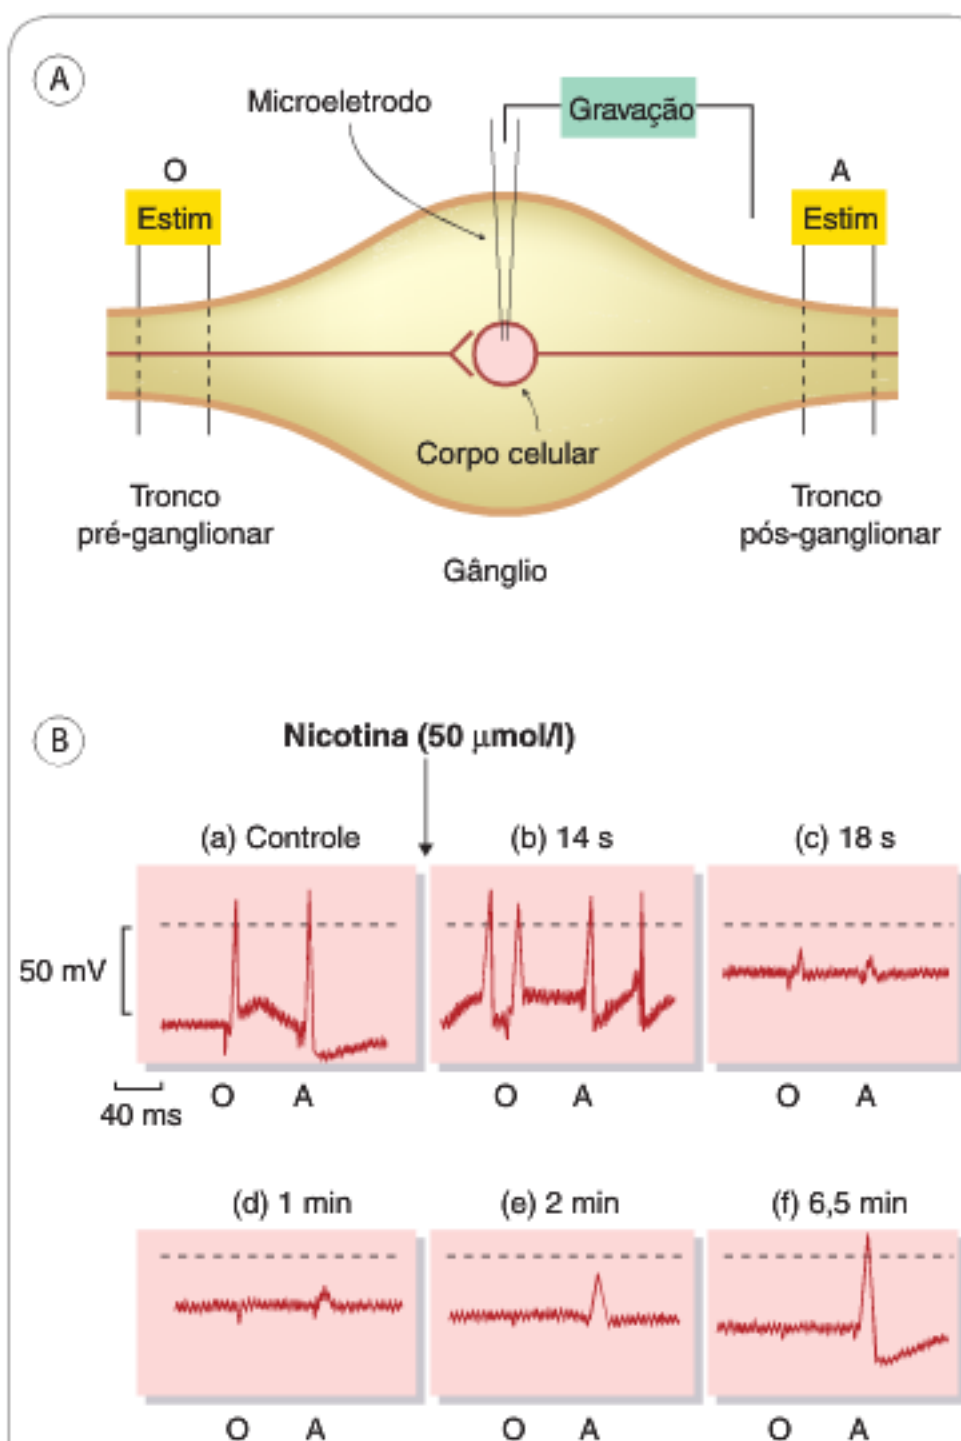 A
Microeletrodo
Gravação
O
A
Estim
Estim
Corpo celular
Tronco
pré-ganglionar
Tronco
pós-ganglionar
Gânglio
B
Nicotina (50 μmol/l)
(a) Controle
(b) 14 s
(c) 18 s
50 mV
40 ms
O A
O A
O A
(d) 1 min
(e) 2 min
(f) 6,5 min
O A
O A
O A